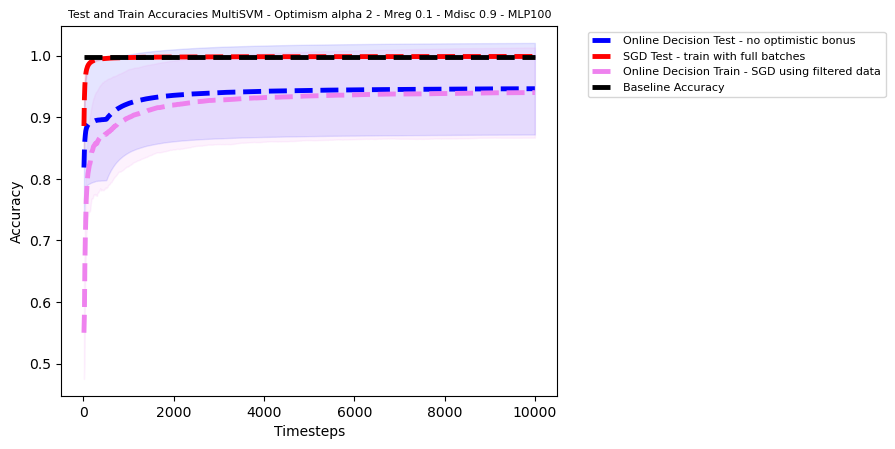 Test and Train Accuracies MultiSVM - Optimism alpha 2 - Mreg 0.1 - Mdisc 0.9 - MLP100
Online Decision Test - no optimistic bonus
SGD Test - train with full batches
Online Decision Train - SGD using filtered data
Baseline Accuracy
Accuracy
1.0
0.9
0.8
0.7
0.6
0.5
0
2000
4000
6000
8000
10000
Timesteps